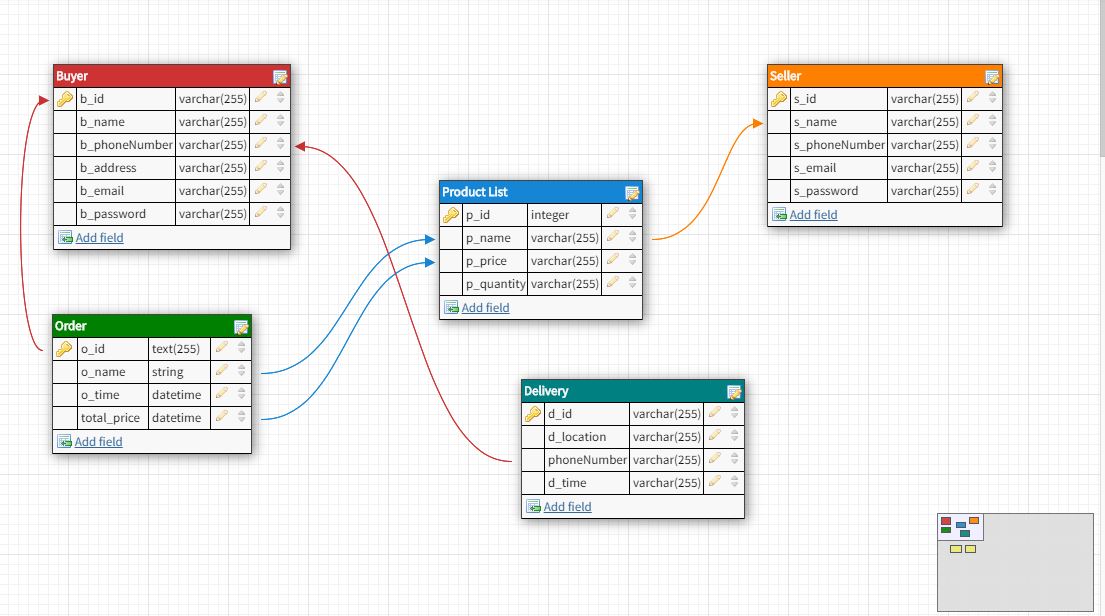 Buyer
b_id varchar(255)
b_name varchar(255)
b_phoneNumber varchar(255)
b_address varchar(255)
b_email varchar(255)
b_password varchar(255)
Add field
Seller
s_id varchar(255)
s_name varchar(255)
s_phoneNumber varchar(255)
s_email varchar(255)
s_password varchar(255)
Add field
Product List
p_id integer
p_name varchar(255)
p_price varchar(255)
p_quantity varchar(255)
Add field
Order
o_id text(255)
o_name string
o_time datetime
total_price datetime
Add field
Delivery
d_id varchar(255)
d_location varchar(255)
phoneNumber varchar(255)
d_time varchar(255)
Add field